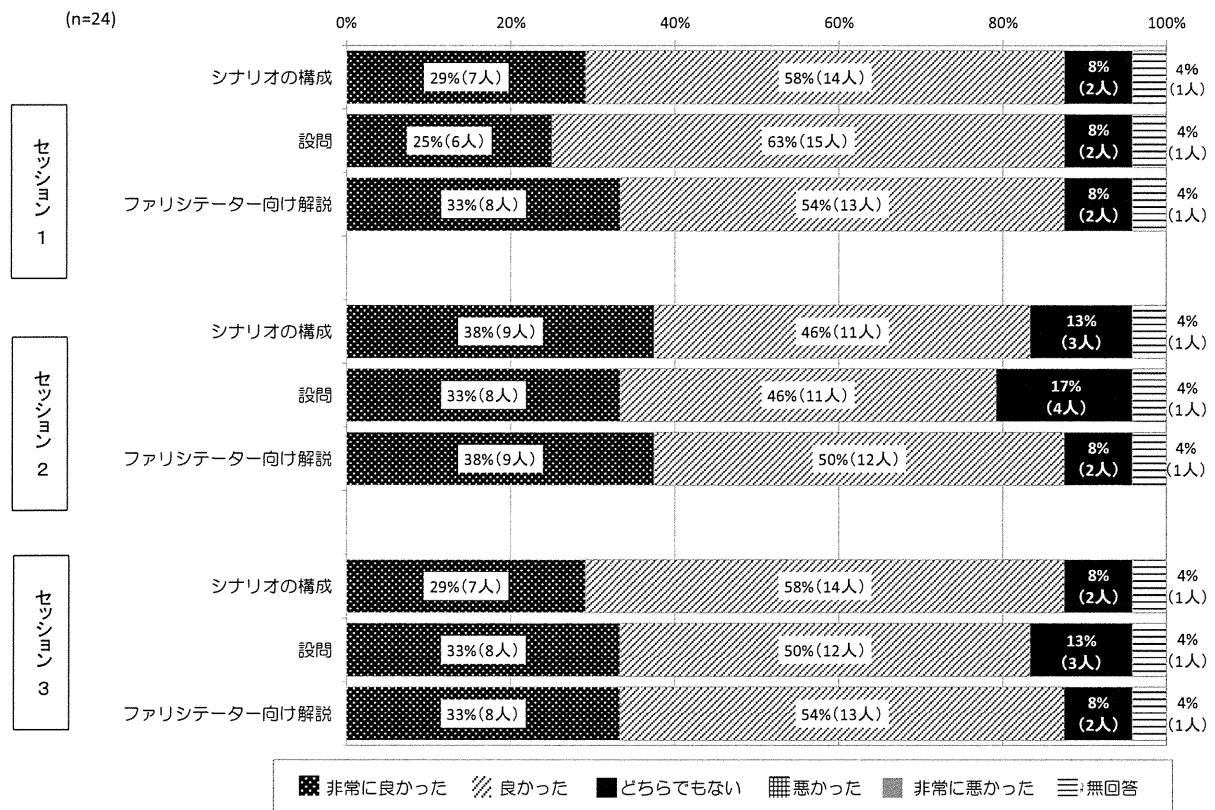 (n=24)
0% 20% 40% 60% 80% 100%
セッション 1
シナリオの構成 29%(7人) 58%(14人) 8%(2人) 4%(1人)
設問 25%(6人) 63%(15人) 8%(2人) 4%(1人)
ファリシテーター向け解説 33%(8人) 54%(13人) 8%(2人) 4%(1人)
セッション 2
シナリオの構成 38%(9人) 46%(11人) 13%(3人) 4%(1人)
設問 33%(8人) 46%(11人) 17%(4人) 4%(1人)
ファリシテーター向け解説 38%(9人) 50%(12人) 8%(2人) 4%(1人)
セッション 3
シナリオの構成 29%(7人) 58%(14人) 8%(2人) 4%(1人)
設問 33%(8人) 50%(12人) 13%(3人) 4%(1人)
ファリシテーター向け解説 33%(8人) 54%(13人) 8%(2人) 4%(1人)
非常に良かった 良かった どちらでもない 悪かった 非常に悪かった 無回答